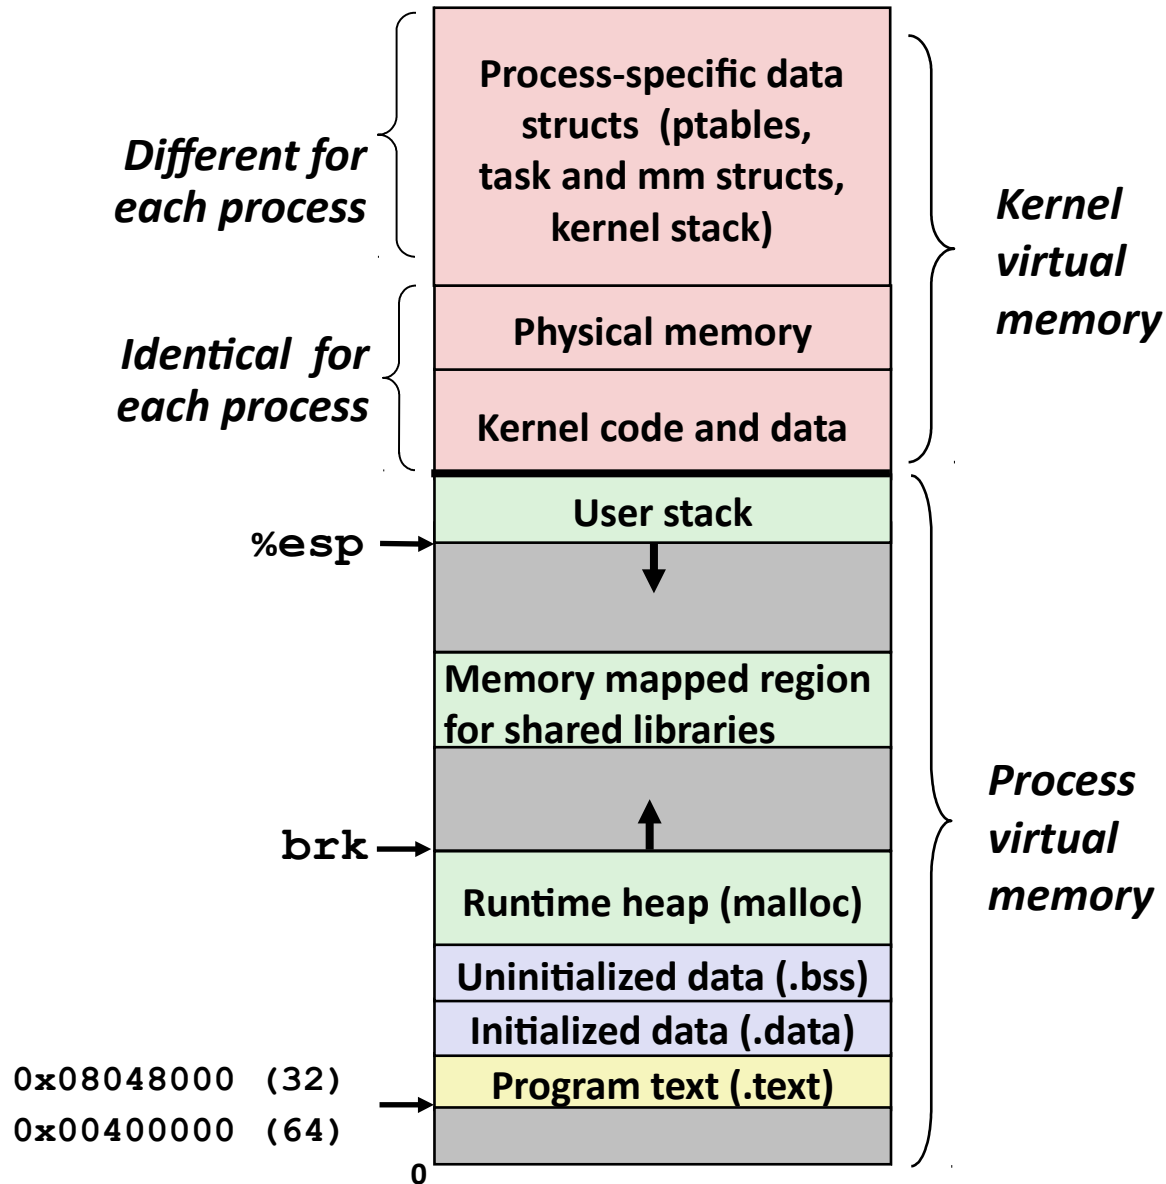 Process-specific data
structs (ptables,
task and mm structs,
kernel stack)
Different for
each process
Kernel
virtual
memory
Physical memory
Identical for
each process
Kernel code and data
User stack
%esp
Memory mapped region
for shared libraries
Process
virtual
memory
brk
Runtime heap (malloc)
Uninitialized data (.bss)
Initialized data (.data)
Program text (.text)
0x08048000 (32)
0x00400000 (64)
0